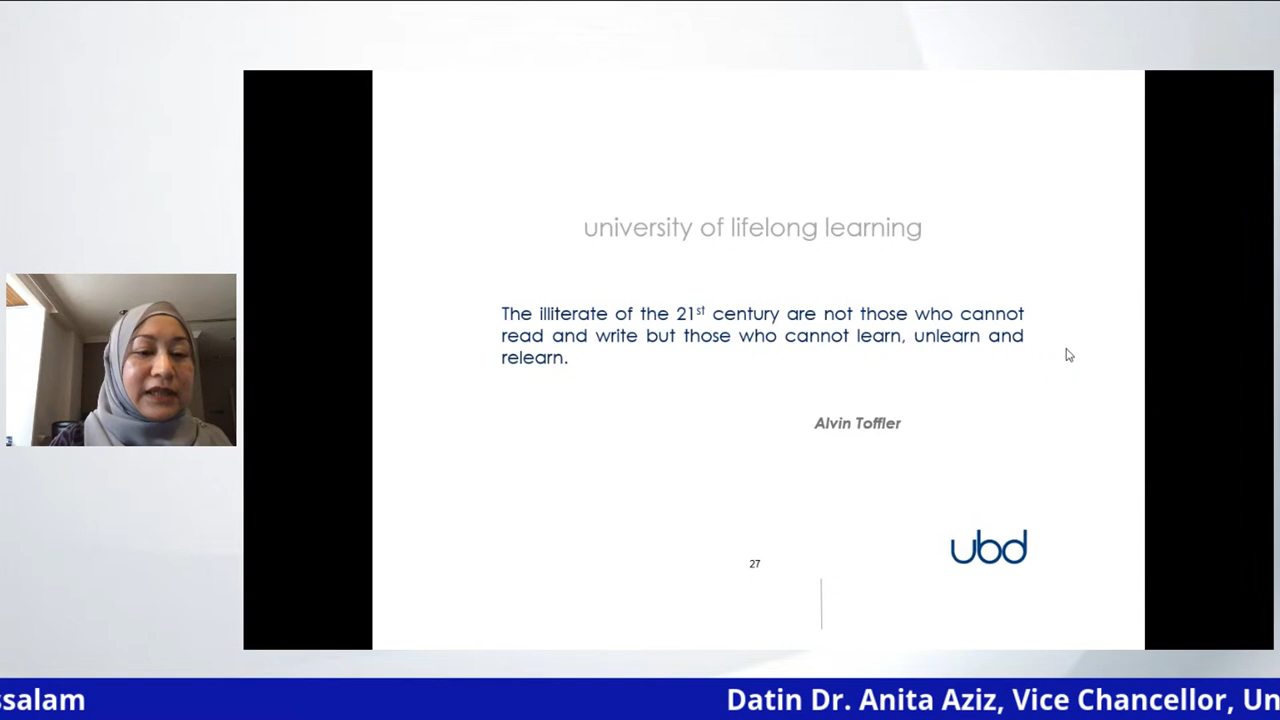 university of lifelong learning
The illiterate of the 21st century are not those who cannot
read and write but those who cannot learn, unlearn and
relearn.
Alvin Toffler
ubd
27
ssalam
Datin Dr. Anita Aziz, Vice Chancellor, Un